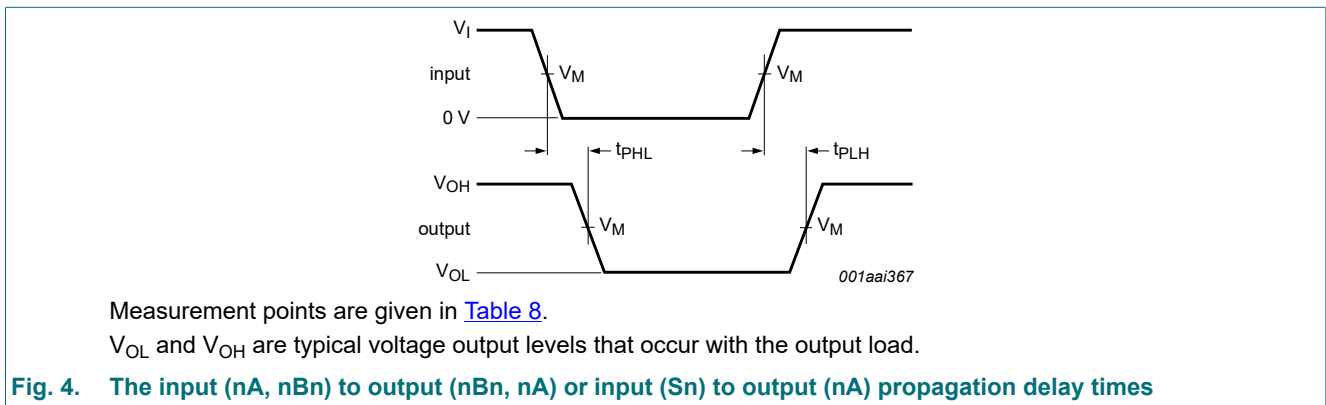 VI
input
VM
VM
0 V
tPHL
tPLH
VOH
output
VM
VM
VOL
001aai367
Measurement points are given in Table 8.
VOL and VOH are typical voltage output levels that occur with the output load.
Fig. 4. The input (nA, nBn) to output (nBn, nA) or input (Sn) to output (nA) propagation delay times